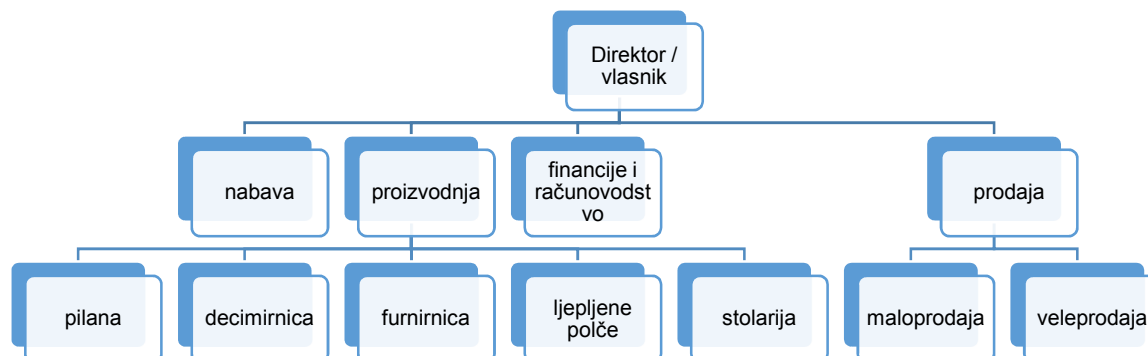 Direktor /
vlasnik
nabava
proizvodnja
financije i
računovodst
vo
prodaja
pilana
decimirnica
furnirnica
ljepljene
polče
stolarija
maloprodaja
veleprodaja